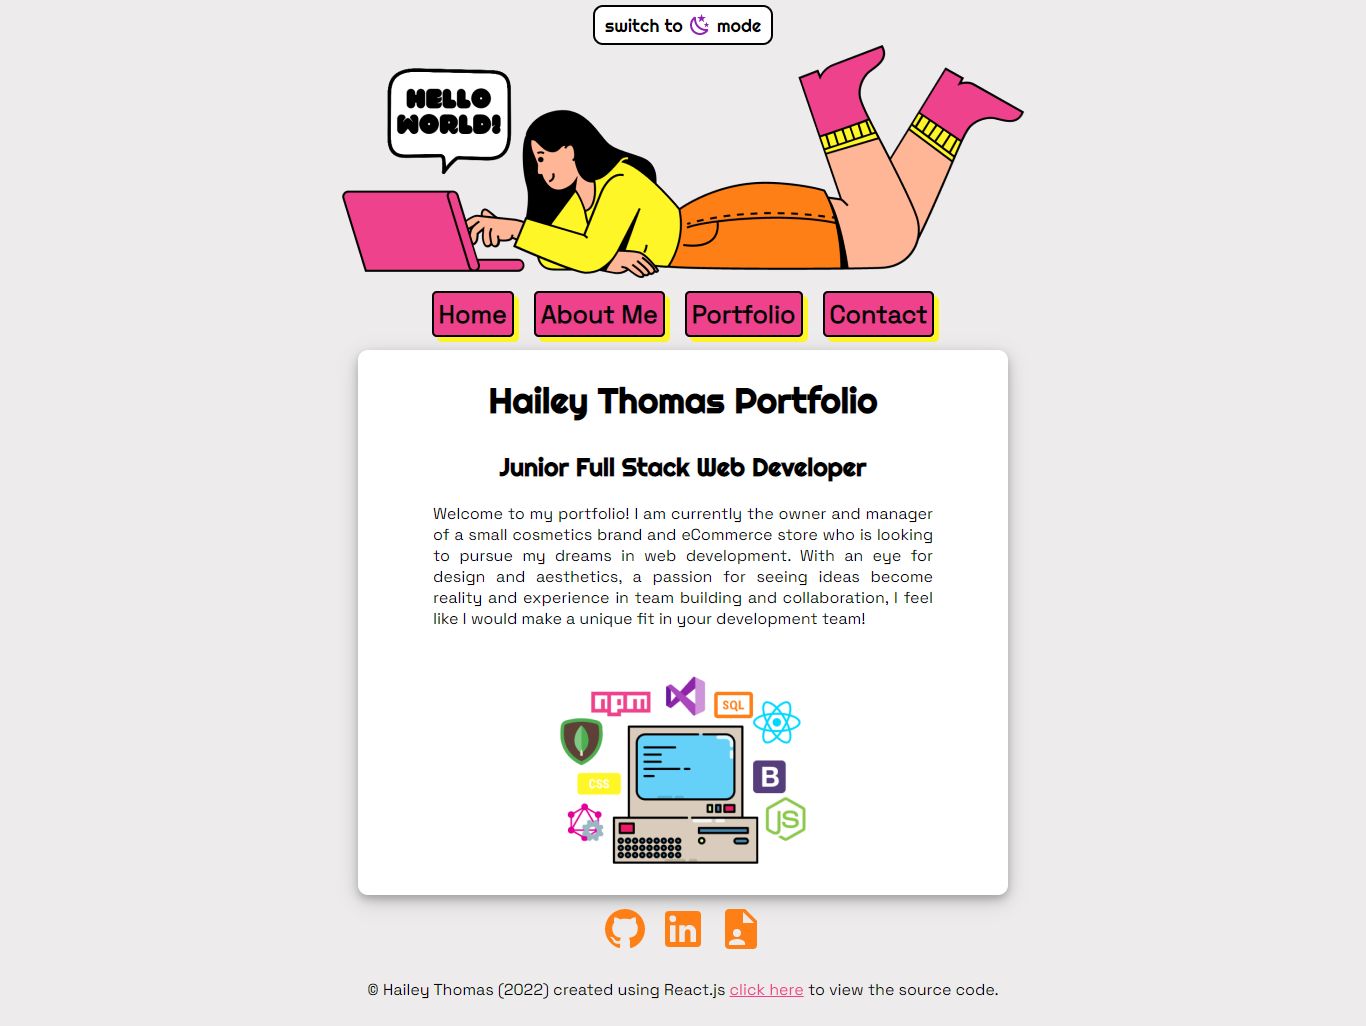 switch to mode
HELLO
WORLD!
Home About Me Portfolio Contact
Hailey Thomas Portfolio
Junior Full Stack Web Developer
Welcome to my portfolio! I am currently the owner and manager
of a small cosmetics brand and eCommerce store who is looking
to pursue my dreams in web development. With an eye for
design and aesthetics, a passion for seeing ideas become
reality and experience in team building and collaboration, I feel
like I would make a unique fit in your development team!
npm
SQL
CSS
B
JS
in
© Hailey Thomas (2022) created using React.js click here to view the source code.